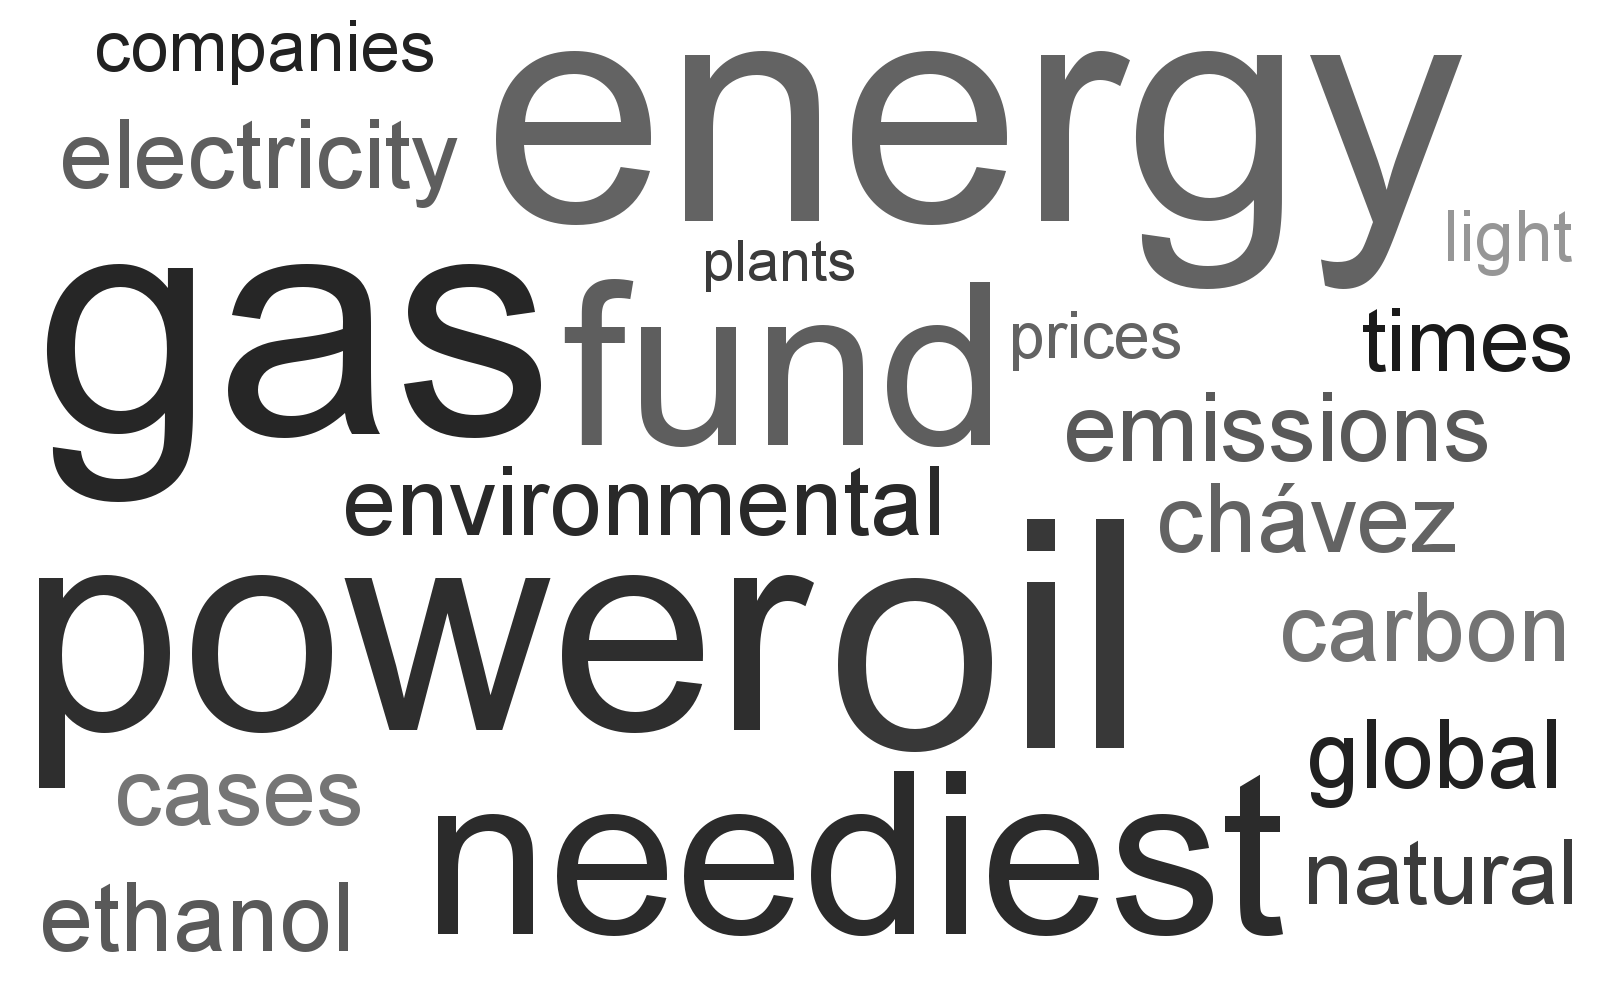 companies
energy
electricity
light
gas
plants
fund
prices
times
emissions
environmental
chávez
power
oil
carbon
global
cases
neediest
natural
ethanol